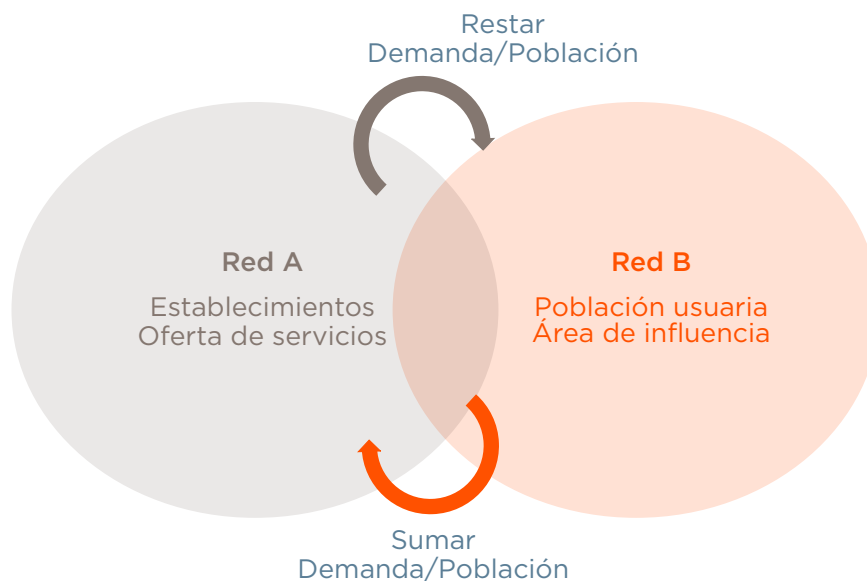 Restar
Demanda/Población
Red A
Establecimientos
Oferta de servicios
Red B
Población usuaria
Área de influencia
Sumar
Demanda/Población